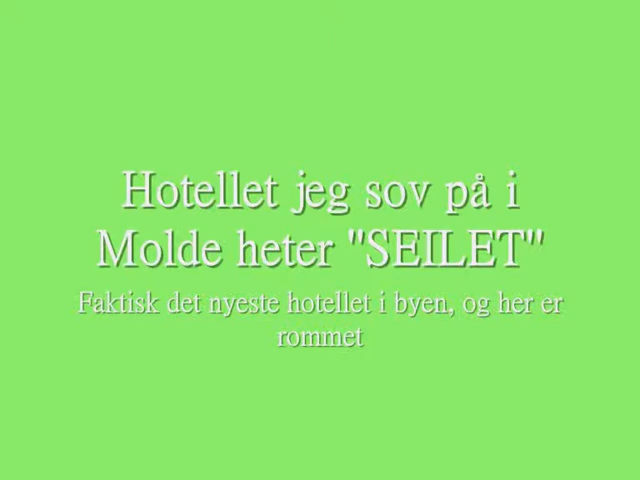 Hotellet jeg sov på i
Molde heter "SEILET"
Faktisk det nyeste hotellet i byen, og her er
rommet